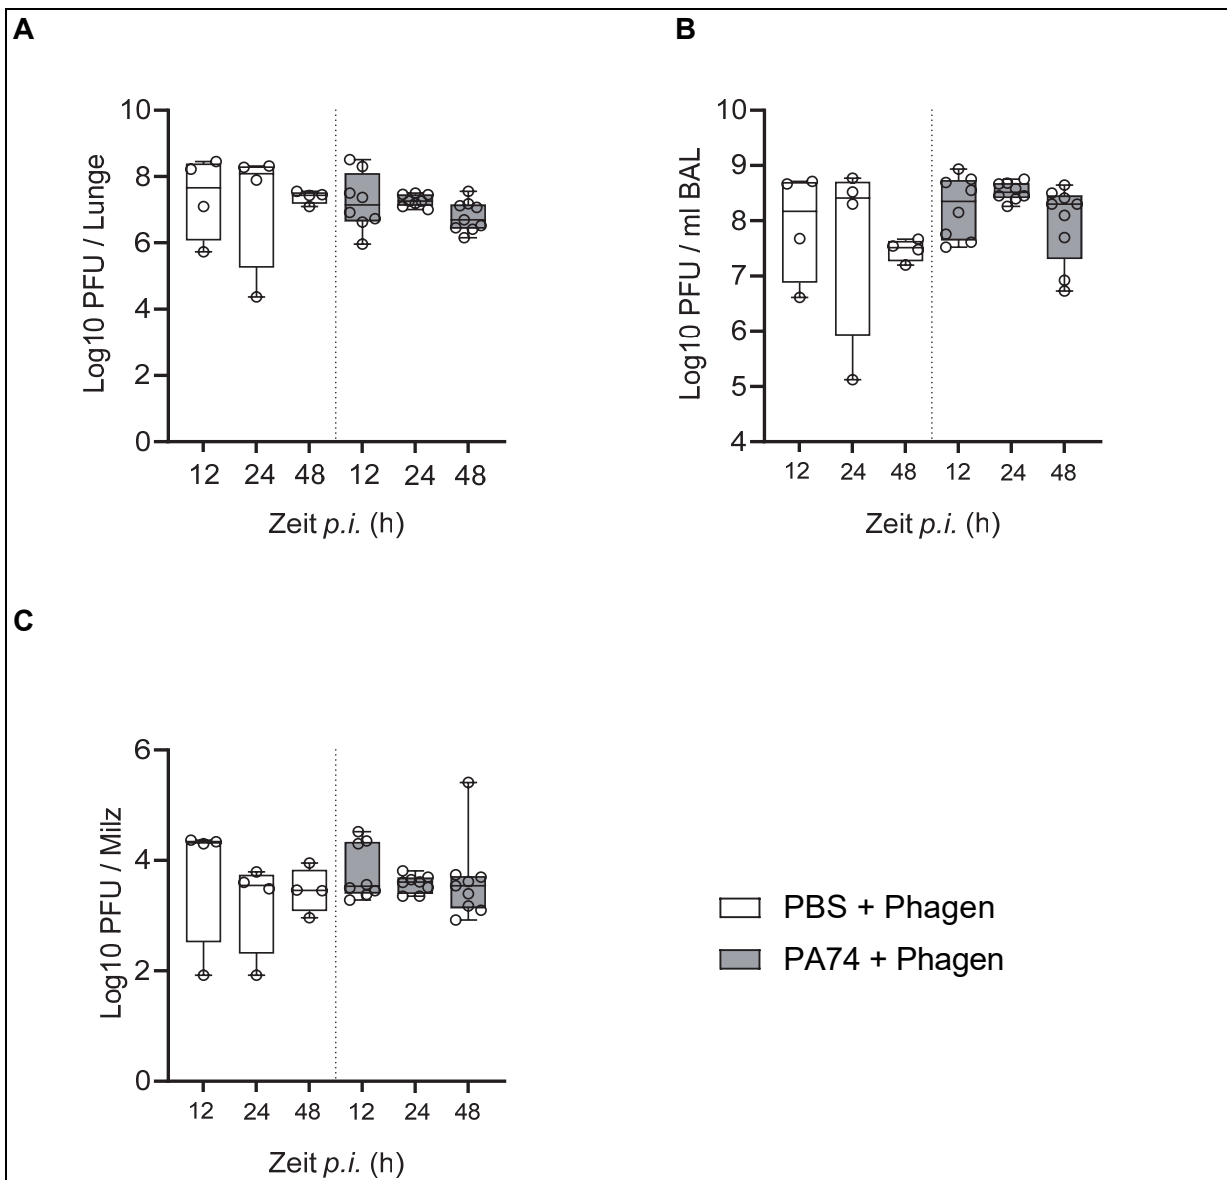 A
Log10 PFU / Lunge
10
8
6
4
2
0
12 24 48 12 24 48
Zeit p.i. (h)
B
Log10 PFU / ml BAL
10
9
8
7
6
5
4
12 24 48 12 24 48
Zeit p.i. (h)
C
Log10 PFU / Milz
6
4
2
0
12 24 48 12 24 48
Zeit p.i. (h)
PBS + Phagen
PA74 + Phagen